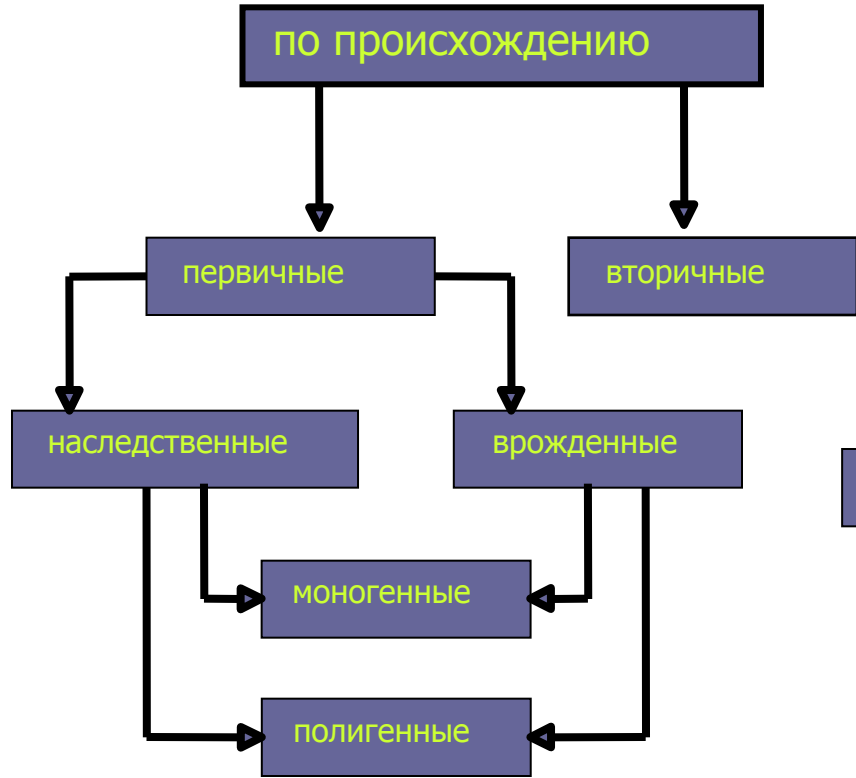 по происхождению
первичные
вторичные
наследственные
врожденные
моногенные
полигенные